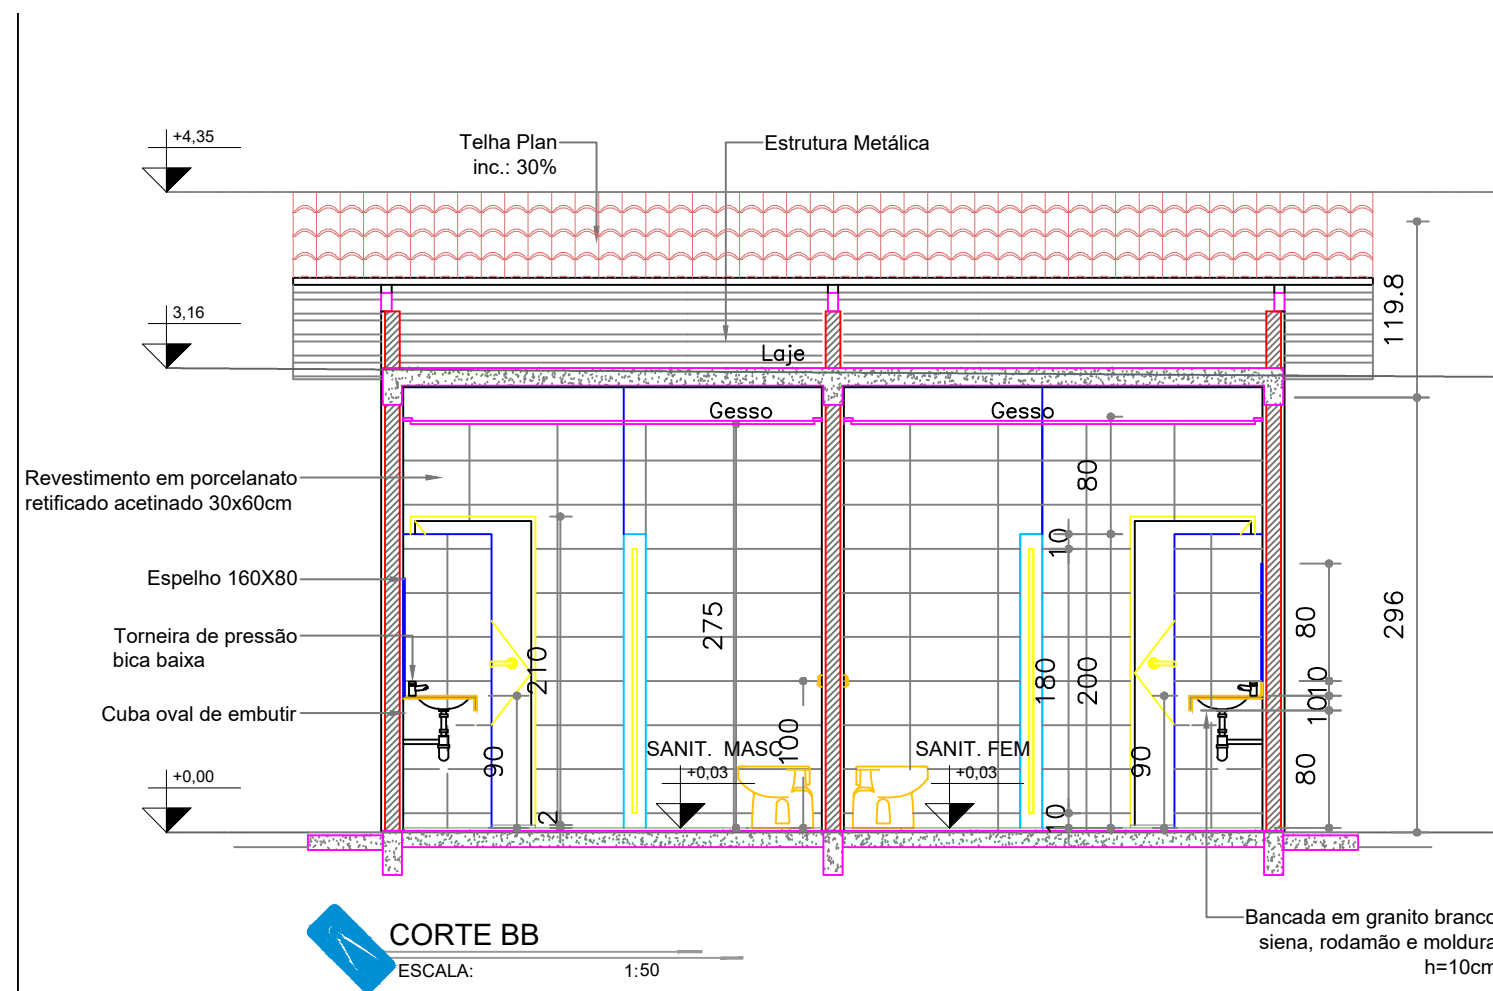 +4,35
Telha Plan
inc.: 30%
Estrutura Metálica
3,16
119.8
Laje
Gesso
Gesso
Revestimento em porcelanato
retificado acetinado 30x60cm
80
10
Espelho 160X80
275
296
80
Torneira de pressão
bica baixa
210
180
200
10
10
Cuba oval de embutir
100
SANIT. MASC
SANIT. FEM
90
90
80
+0,00
+0,03
+0,03
2
10
Bancada em granito branco
siena, rodamão e moldura
h=10cm
CORTE BB
ESCALA: 1:50